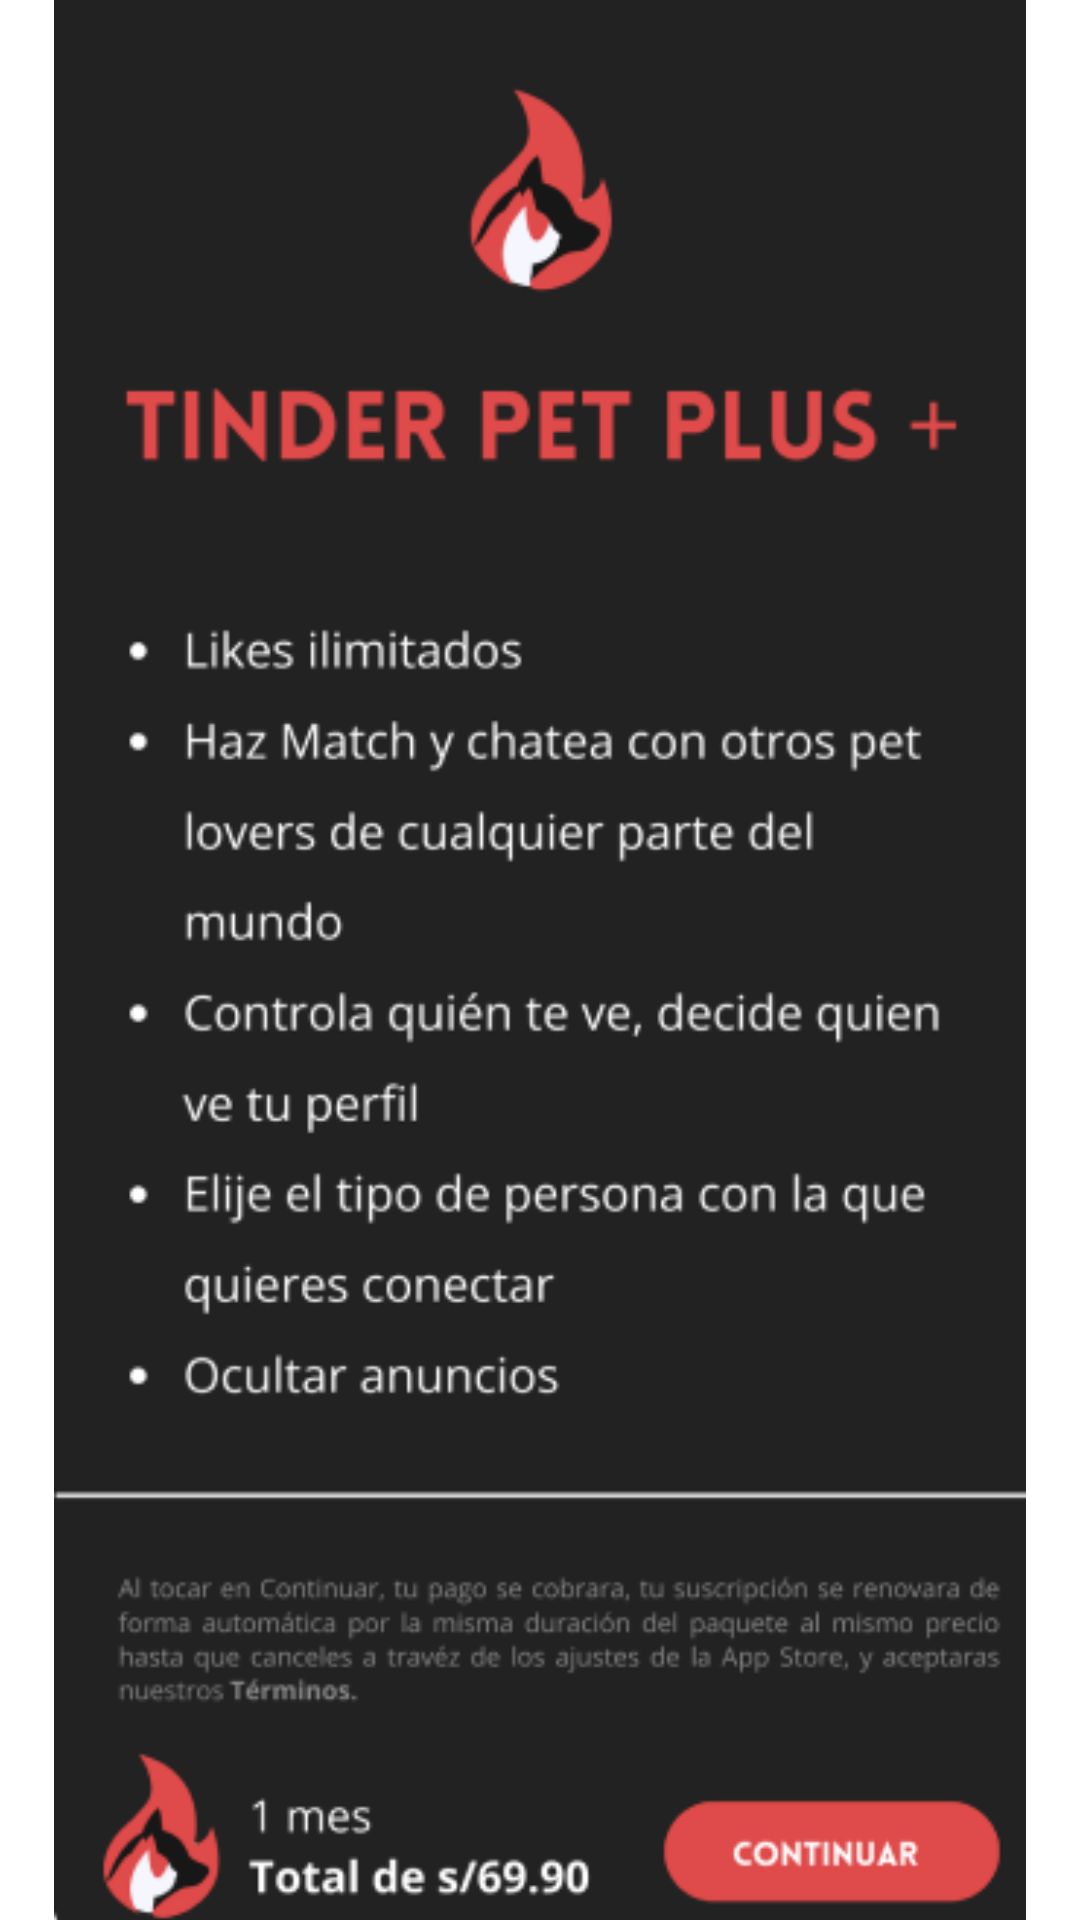 TINDER PET PLUS +
• Likes ilimitados
• Haz Match y chatea con otros pet
lovers de cualquier parte del
mundo
• Controla quién te ve, decide quien
ve tu perfil
• Elije el tipo de persona con la que
quieres conectar
• Ocultar anuncios
Al tocar en Continuar, tu pago se cobrara, tu suscripción se renovara de
forma automática por la misma duración del paquete al mismo precio
hasta que canceles a travéz de los ajustes de la App Store, y aceptaras
nuestros Términos.
1 mes
Total de s/69.90
CONTINUAR